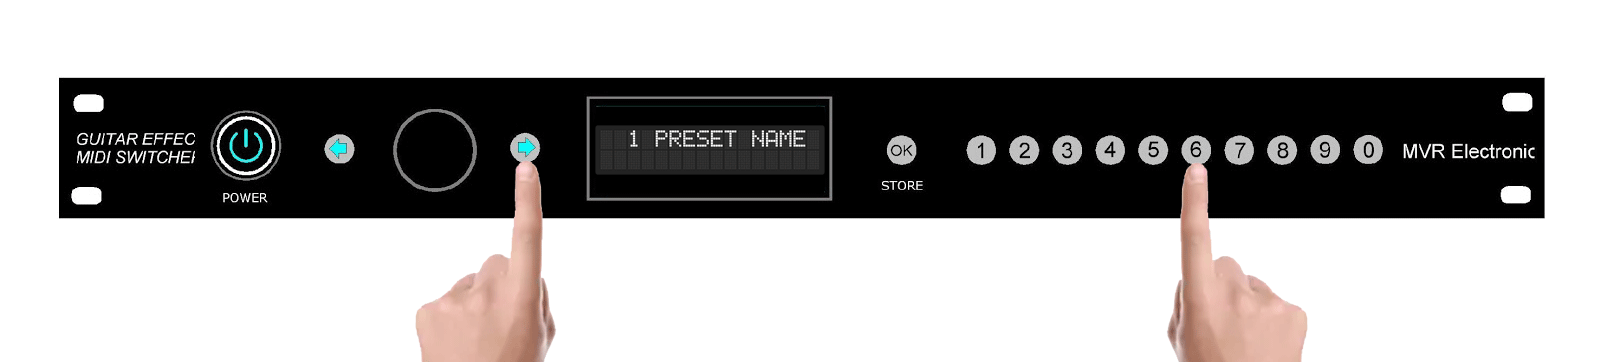 GUITAR EFFEC
MIDI SWITCHE
POWER
1 PRESET NAME
OK
STORE
1 2 3 4 5 6 7 8 9 0
MVR Electronic